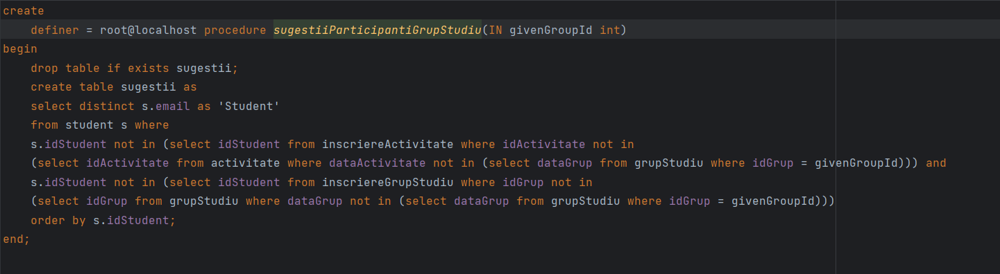 create
    definer = root@localhost procedure sugestiiParticipantiGrupStudiu(IN givenGroupId int)
begin
    drop table if exists sugestii;
    create table sugestii as
    select distinct s.email as 'Student'
    from student s where
    s.idStudent not in (select idStudent from inscriereActivitate where idActivitate not in
    (select idActivitate from activitate where dataActivitate not in (select dataGrup from grupStudiu where idGrup = givenGroupId))) and
    s.idStudent not in (select idStudent from inscriereGrupStudiu where idGrup not in
    (select idGrup from grupStudiu where dataGrup not in (select dataGrup from grupStudiu where idGrup = givenGroupId)))
    order by s.idStudent;
end;